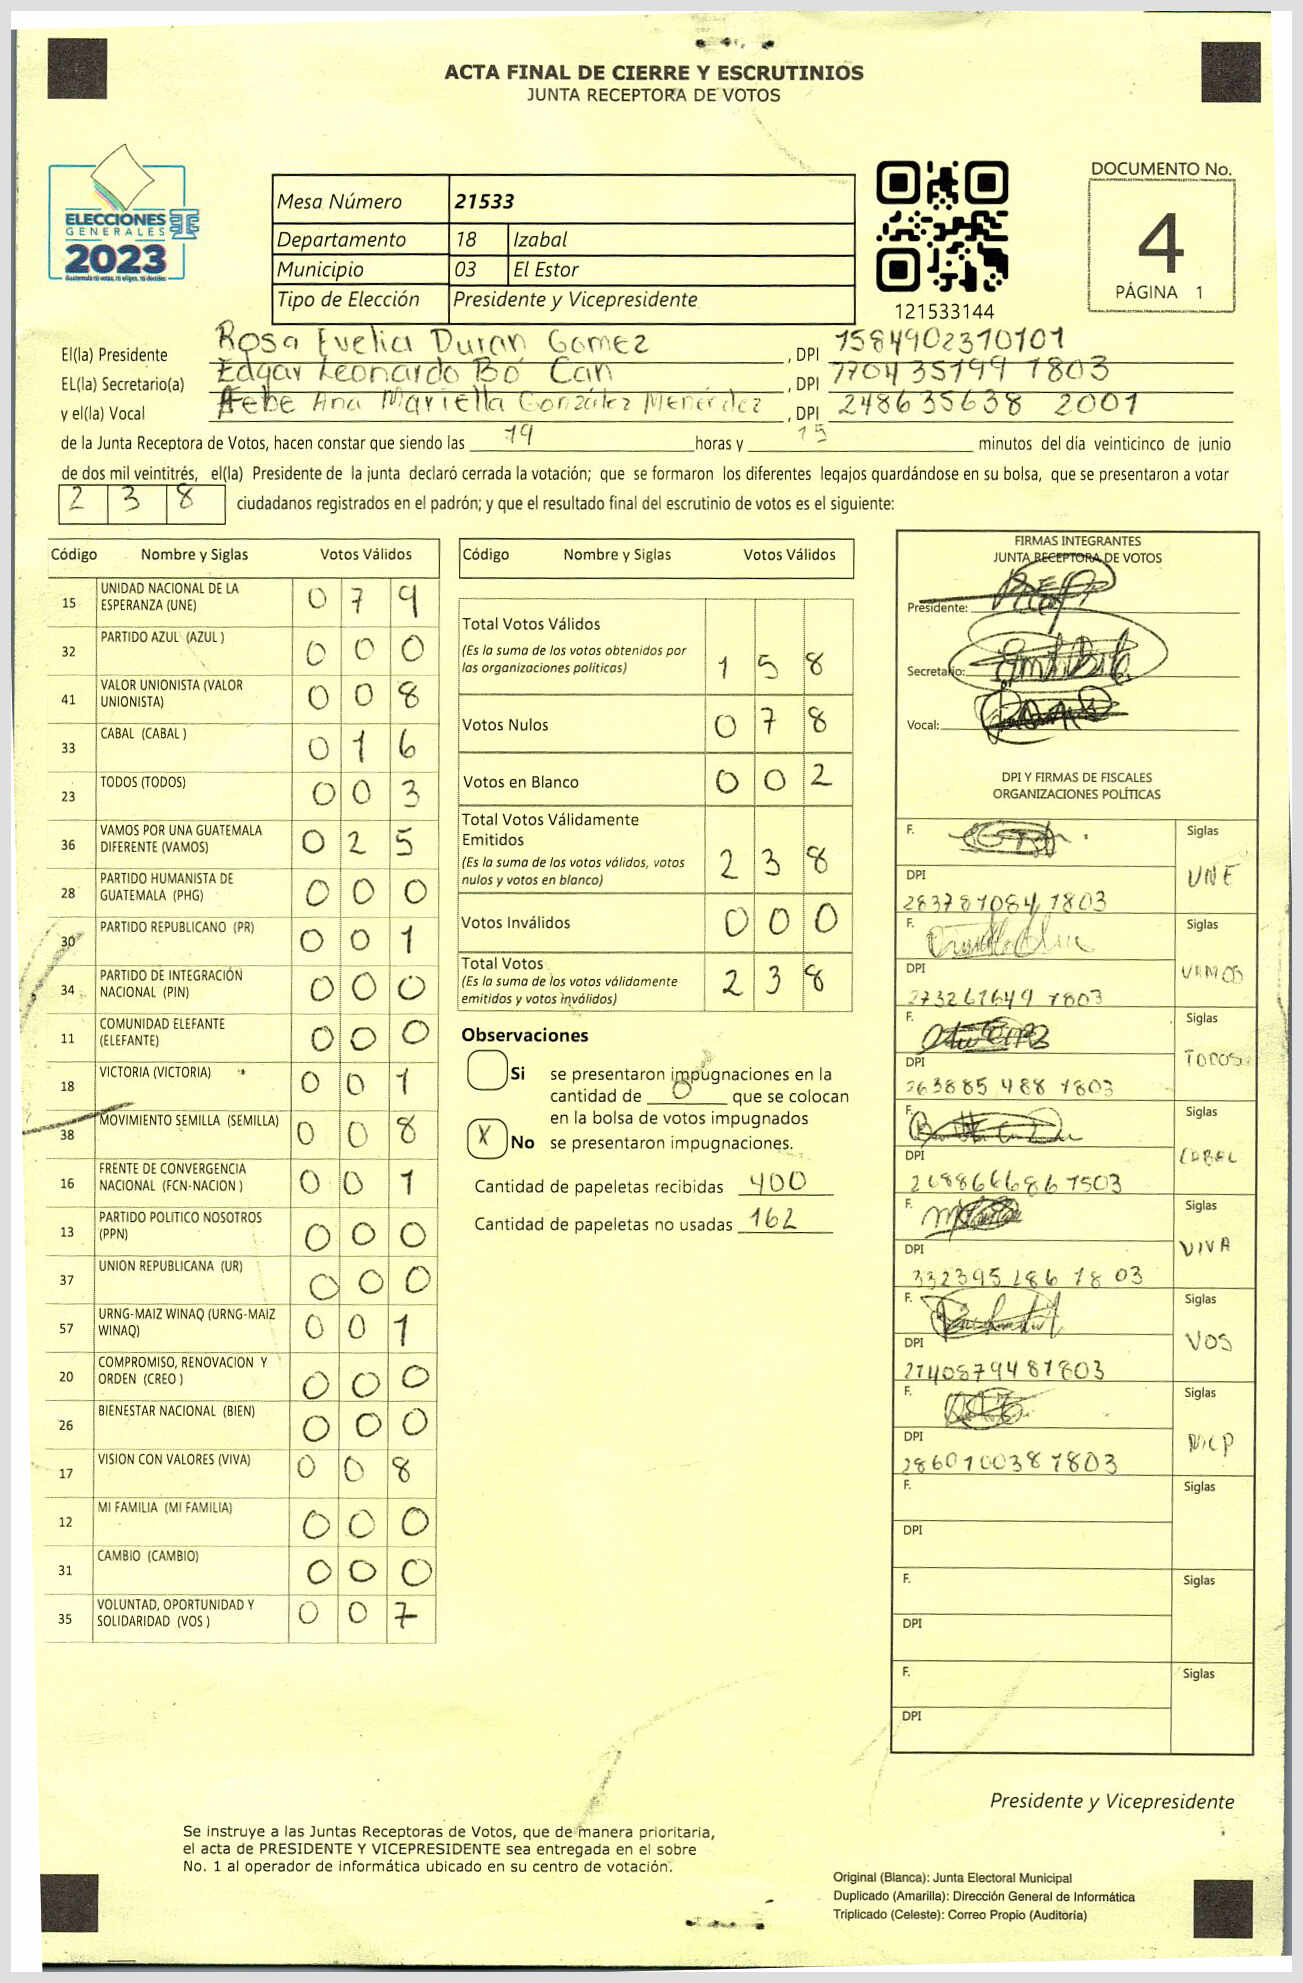 ACTA FINAL DE CIERRE Y ESCRUTINIOS
JUNTA RECEPTORA DE VOTOS
ELECCIONES
GENERALES
2023
Mesa Número 21533
Departamento 18 Izabal
Municipio 03 El Estor
Tipo de Elección Presidente y Vicepresidente
121533144
DOCUMENTO No.
4
PÁGINA 1
El(la) Presidente Rosa Evelia Duran Gomez, DPI 1584902310101
EL(la) Secretario(a) Edgar Leonardo Bó Can, DPI 7704 35199 1803
y el(la) Vocal Hebe Ana Mariella González Menéndez, DPI 248635638 2001
de la Junta Receptora de Votos, hacen constar que siendo las 19 horas y 15 minutos del día veinticinco de junio
de dos mil veintitrés, el(la) Presidente de la junta declaró cerrada la votación; que se formaron los diferentes legajos guardándose en su bolsa, que se presentaron a votar
2 3 8 ciudadanos registrados en el padrón; y que el resultado final del escrutinio de votos es el siguiente:
Código Nombre y Siglas Votos Válidos
15 UNIDAD NACIONAL DE LA ESPERANZA (UNE) 0 7 9
32 PARTIDO AZUL (AZUL ) 0 0 0
41 VALOR UNIONISTA (VALOR UNIONISTA) 0 0 8
33 CABAL (CABAL ) 0 1 6
23 TODOS (TODOS) 0 0 3
36 VAMOS POR UNA GUATEMALA DIFERENTE (VAMOS) 0 2 5
28 PARTIDO HUMANISTA DE GUATEMALA (PHG) 0 0 0
30 PARTIDO REPUBLICANO (PR) 0 0 1
34 PARTIDO DE INTEGRACIÓN NACIONAL (PIN) 0 0 0
11 COMUNIDAD ELEFANTE (ELEFANTE) 0 0 0
18 VICTORIA (VICTORIA) 0 0 1
38 MOVIMIENTO SEMILLA (SEMILLA) 0 0 8
16 FRENTE DE CONVERGENCIA NACIONAL (FCN-NACION ) 0 0 1
13 PARTIDO POLITICO NOSOTROS (PPN) 0 0 0
37 UNION REPUBLICANA (UR) 0 0 0
57 URNG-MAIZ WINAQ (URNG-MAIZ WINAQ) 0 0 1
20 COMPROMISO, RENOVACION Y ORDEN (CREO ) 0 0 0
26 BIENESTAR NACIONAL (BIEN) 0 0 0
17 VISION CON VALORES (VIVA) 0 0 8
12 MI FAMILIA (MI FAMILIA) 0 0 0
31 CAMBIO (CAMBIO) 0 0 0
35 VOLUNTAD, OPORTUNIDAD Y SOLIDARIDAD (VOS ) 0 0 7
Código Nombre y Siglas Votos Válidos
Total Votos Válidos
(Es la suma de los votos obtenidos por las organizaciones políticas) 1 5 8
Votos Nulos 0 7 8
Votos en Blanco 0 0 2
Total Votos Válidamente Emitidos
(Es la suma de los votos válidos, votos nulos y votos en blanco) 2 3 8
Votos Inválidos 0 0 0
Total Votos
(Es la suma de los votos válidamente emitidos y votos inválidos) 2 3 8
Observaciones
Si se presentaron impugnaciones en la
cantidad de 0 que se colocan
en la bolsa de votos impugnados
X No se presentaron impugnaciones.
Cantidad de papeletas recibidas 400
Cantidad de papeletas no usadas 162
FIRMAS INTEGRANTES
JUNTA RECEPTORA DE VOTOS
Presidente:
Secretario:
Vocal:
DPI Y FIRMAS DE FISCALES
ORGANIZACIONES POLÍTICAS
F. Siglas UNE
DPI 283781084 1803
F. Siglas VAMOS
DPI 273261649 1803
F. Siglas TODOS
DPI 263885 488 1803
F. Siglas CABAL
DPI 268866686 1503
F. Siglas VIVA
DPI 332395286 18 03
F. Siglas VOS
DPI 2740879481803
F. Siglas
DPI 2860100381803
F. Siglas
DPI
F. Siglas
DPI
F. Siglas
DPI
Presidente y Vicepresidente
Se instruye a las Juntas Receptoras de Votos, que de manera prioritaria,
el acta de PRESIDENTE Y VICEPRESIDENTE sea entregada en el sobre
No. 1 al operador de informática ubicado en su centro de votación.
Original (Blanca): Junta Electoral Municipal
Duplicado (Amarilla): Dirección General de Informática
Triplicado (Celeste): Correo Propio (Auditoría)